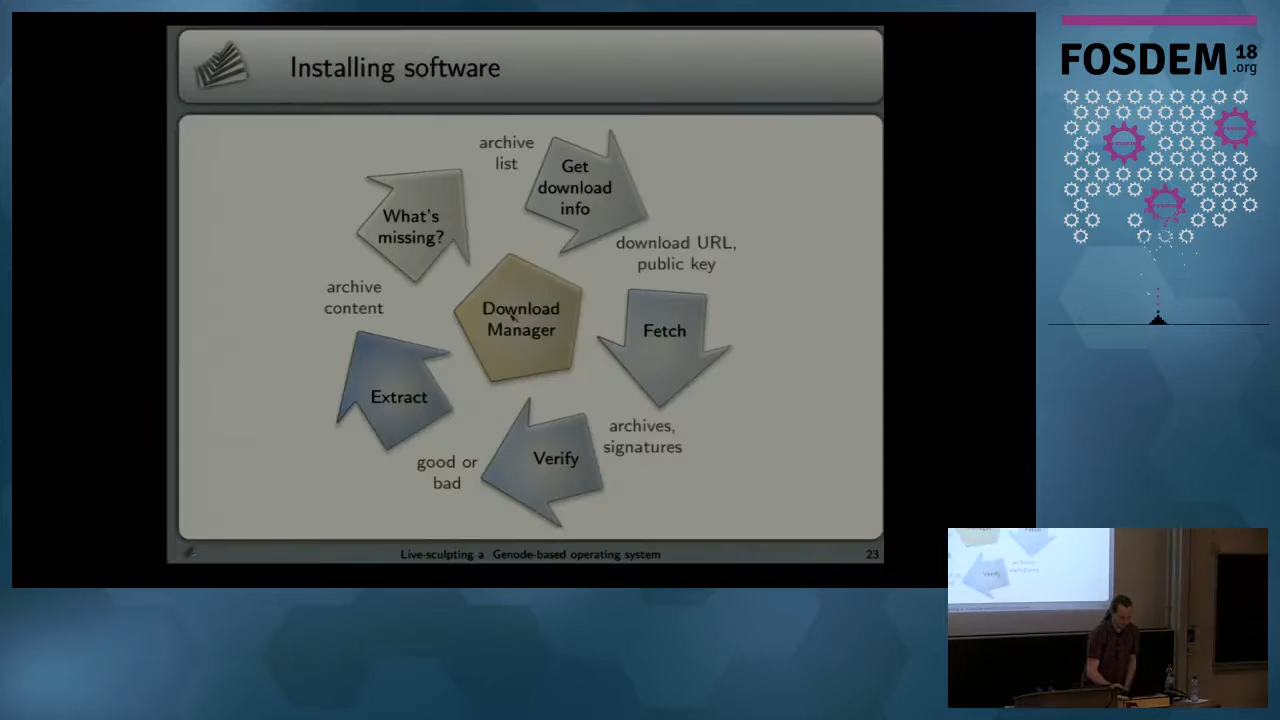 Installing software
archive
list
Get
download
info
What's
missing?
download URL,
public key
archive
content
Download
Manager
Fetch
Extract
archives,
signatures
Verify
good or
bad
Live-sculpting a Genode-based operating system
23
FOSDEM 18
.org
Verify